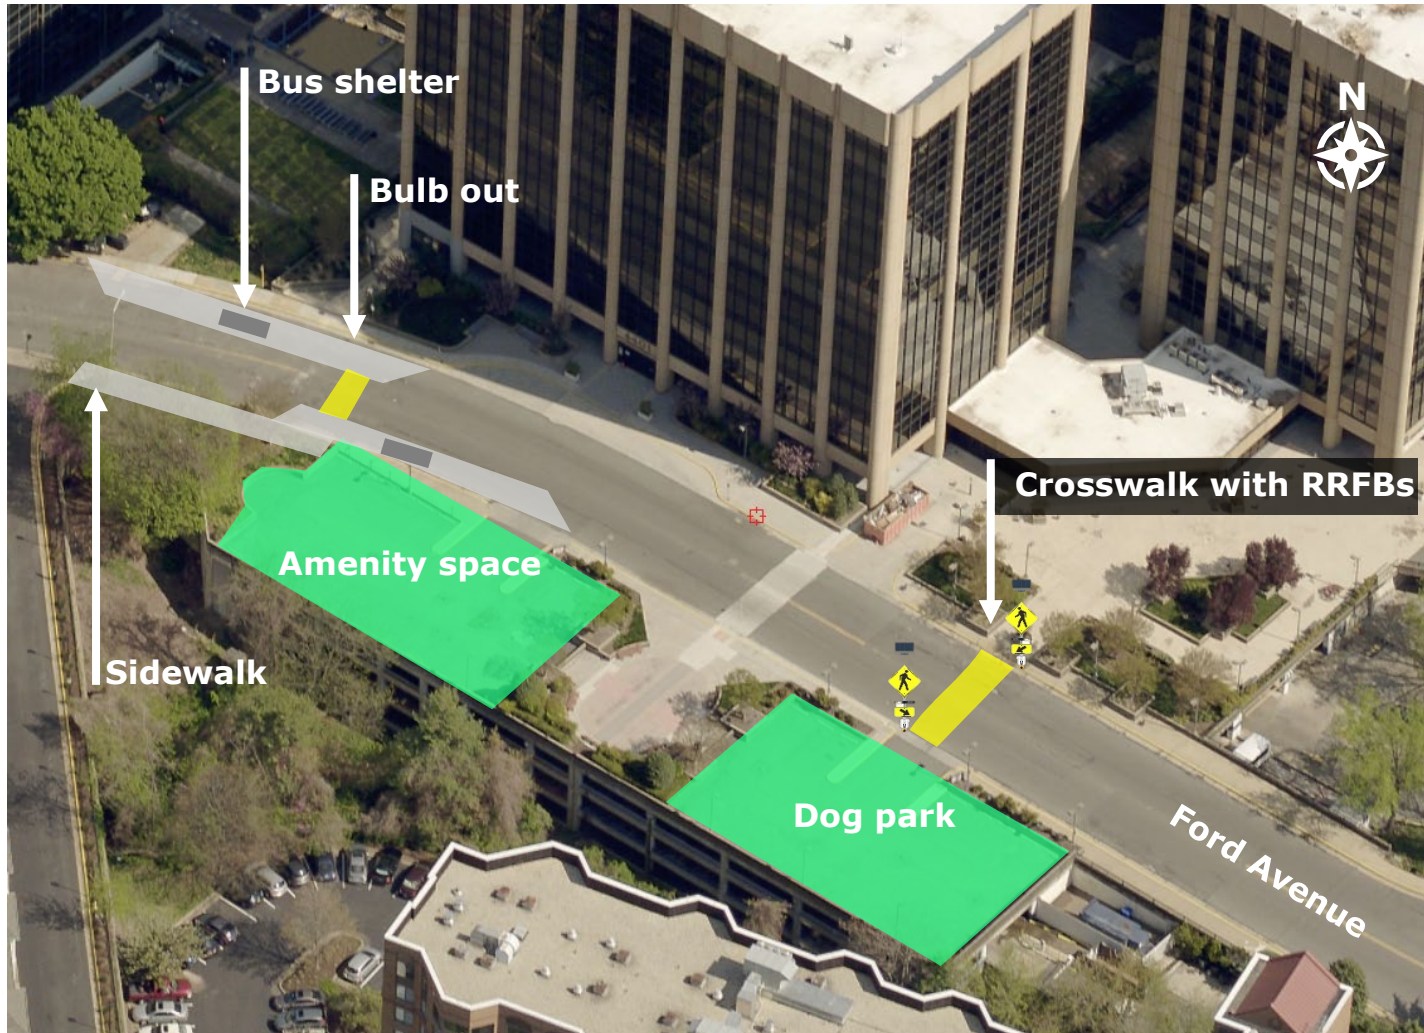 Bus shelter
N
Bulb out
Crosswalk with RRFBs
Amenity space
Sidewalk
Dog park
Ford Avenue